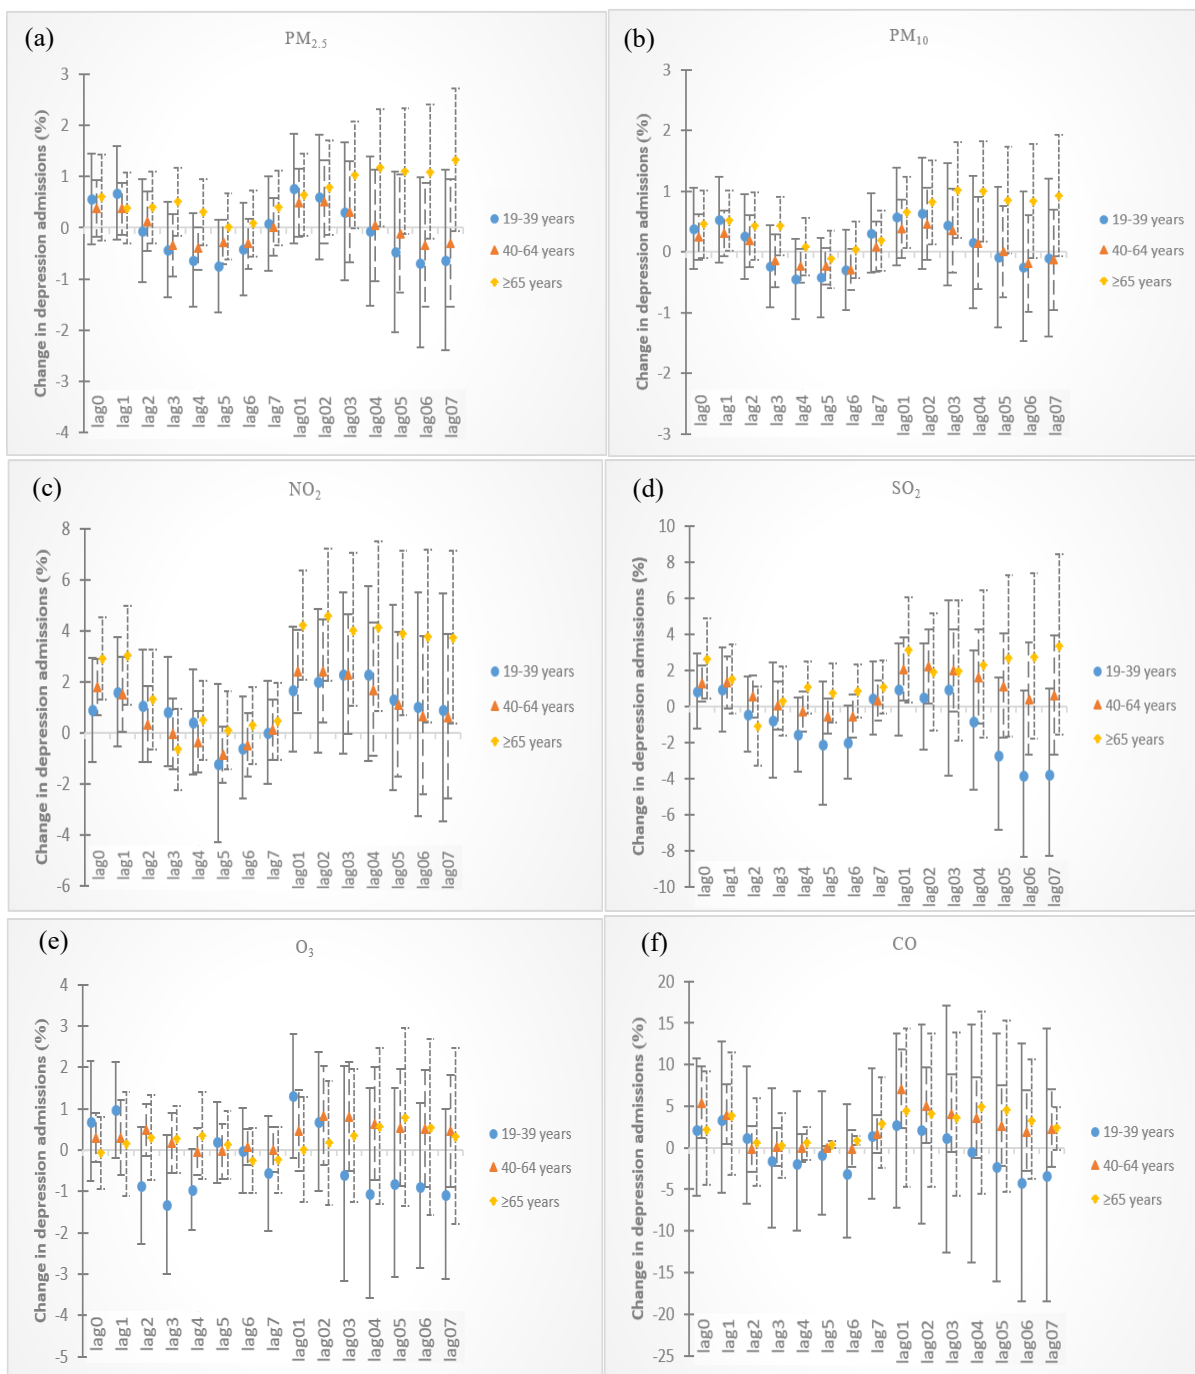 (a)
PM2.5
Change in depression admissions (%)
3
2
1
0
-1
-2
-3
-4
lag0 lag1 lag2 lag3 lag4 lag5 lag6 lag7 lag01 lag02 lag03 lag04 lag05 lag06 lag07
19-39 years
40-64 years
≥65 years
(b)
PM10
Change in depression admissions (%)
3
2
1
0
-1
-2
-3
lag0 lag1 lag2 lag3 lag4 lag5 lag6 lag7 lag01 lag02 lag03 lag04 lag05 lag06 lag07
19-39 years
40-64 years
≥65 years
(c)
NO2
Change in depression admissions (%)
8
6
4
2
0
-2
-4
-6
lag0 lag1 lag2 lag3 lag4 lag5 lag6 lag7 lag01 lag02 lag03 lag04 lag05 lag06 lag07
19-39 years
40-64 years
≥65 years
(d)
SO2
Change in depression admissions (%)
10
8
6
4
2
0
-2
-4
-6
-8
-10
lag0 lag1 lag2 lag3 lag4 lag5 lag6 lag7 lag01 lag02 lag03 lag04 lag05 lag06 lag07
19-39 years
40-64 years
≥65 years
(e)
O3
Change in depression admissions (%)
4
3
2
1
0
-1
-2
-3
-4
-5
lag0 lag1 lag2 lag3 lag4 lag5 lag6 lag7 lag01 lag02 lag03 lag04 lag05 lag06 lag07
19-39 years
40-64 years
≥65 years
(f)
CO
Change in depression admissions (%)
20
15
10
5
0
-5
-10
-15
-20
-25
lag0 lag1 lag2 lag3 lag4 lag5 lag6 lag7 lag01 lag02 lag03 lag04 lag05 lag06 lag07
19-39 years
40-64 years
≥65 years